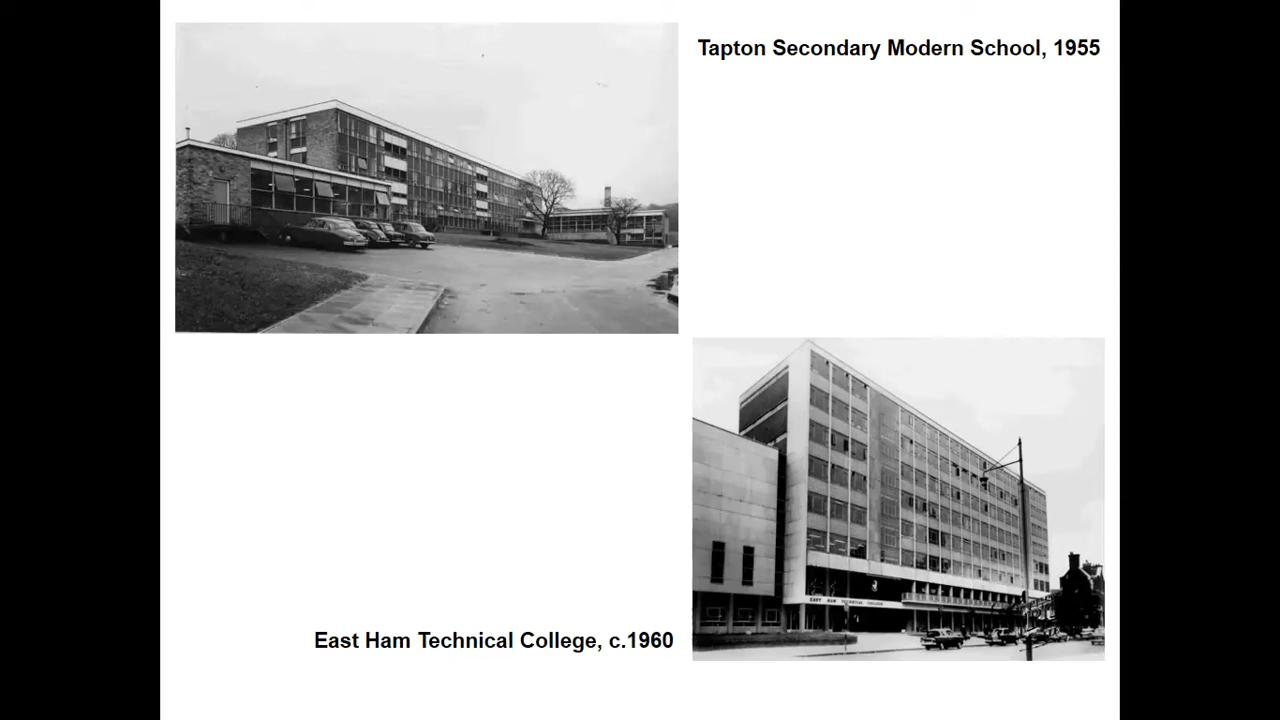 Tapton Secondary Modern School, 1955
EAST HAM TECHNICAL COLLEGE
East Ham Technical College, c.1960